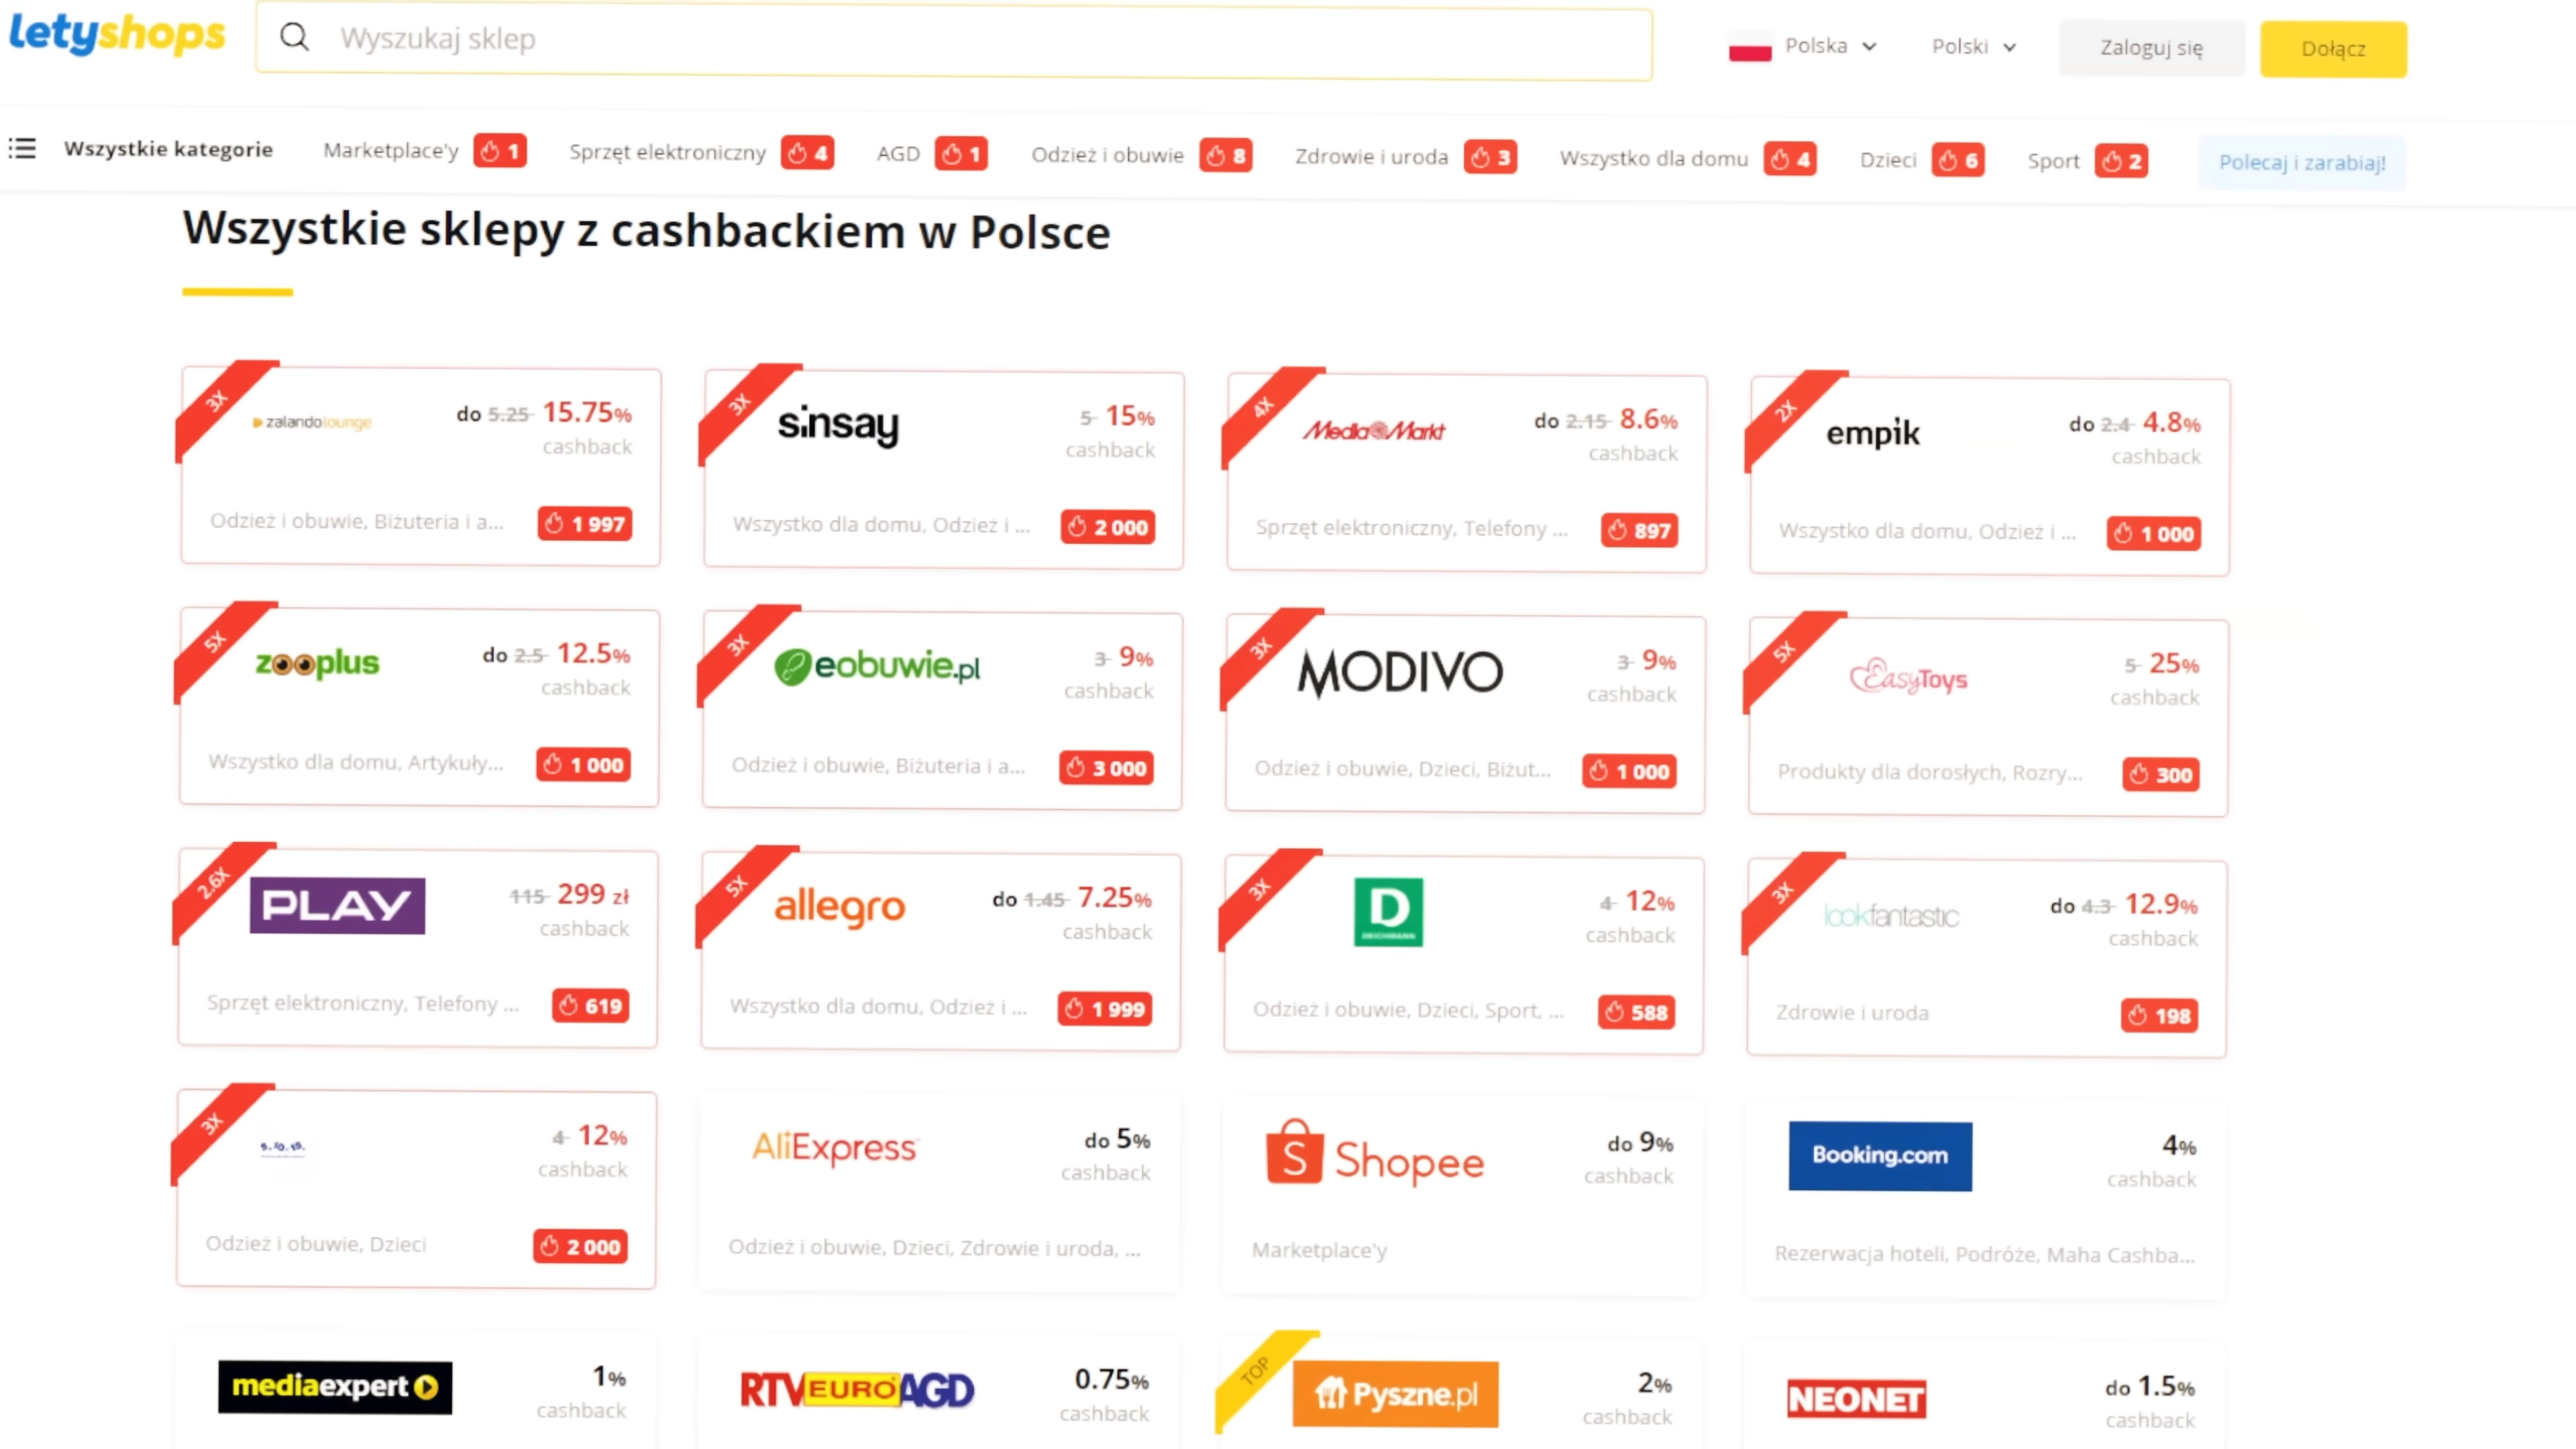 letyshops
Wyszukaj sklep
Polska
Polski
Zaloguj się
Dołącz
Wszystkie kategorie
Marketplace'y 1
Sprzęt elektroniczny 4
AGD 1
Odzież i obuwie 8
Zdrowie i uroda 3
Wszystko dla domu 4
Dzieci 6
Sport 2
Polecaj i zarabiaj!
Wszystkie sklepy z cashbackiem w Polsce
3X
zalandolounge
do 5.25 15.75%
cashback
Odzież i obuwie, Biżuteria i a...
1 997
3X
sinsay
5 15%
cashback
Wszystko dla domu, Odzież i ...
2 000
4X
MediaMarkt
do 2.15 8.6%
cashback
Sprzęt elektroniczny, Telefony ...
897
2X
empik
do 2.4 4.8%
cashback
Wszystko dla domu, Odzież i ...
1 000
5X
zooplus
do 2.5 12.5%
cashback
Wszystko dla domu, Artykuły...
1 000
3X
eobuwie.pl
3 9%
cashback
Odzież i obuwie, Biżuteria i a...
3 000
3X
MODIVO
3 9%
cashback
Odzież i obuwie, Dzieci, Biżut...
1 000
5X
EasyToys
5 25%
cashback
Produkty dla dorosłych, Rozry...
300
2.6X
PLAY
115 299 zł
cashback
Sprzęt elektroniczny, Telefony ...
619
5X
allegro
do 1.45 7.25%
cashback
Wszystko dla domu, Odzież i ...
1 999
3X
D
DEICHMANN
4 12%
cashback
Odzież i obuwie, Dzieci, Sport, ...
588
3X
lookfantastic
do 4.3 12.9%
cashback
Zdrowie i uroda
198
3X
5.10.15.
4 12%
cashback
Odzież i obuwie, Dzieci
2 000
AliExpress
do 5%
cashback
Odzież i obuwie, Dzieci, Zdrowie i uroda, ...
S Shopee
do 9%
cashback
Marketplace'y
Booking.com
4%
cashback
Rezerwacja hoteli, Podróże, Maha Cashba...
mediaexpert
1%
cashback
RTV EURO AGD
0.75%
cashback
TOP
Pyszne.pl
2%
cashback
NEONET
do 1.5%
cashback